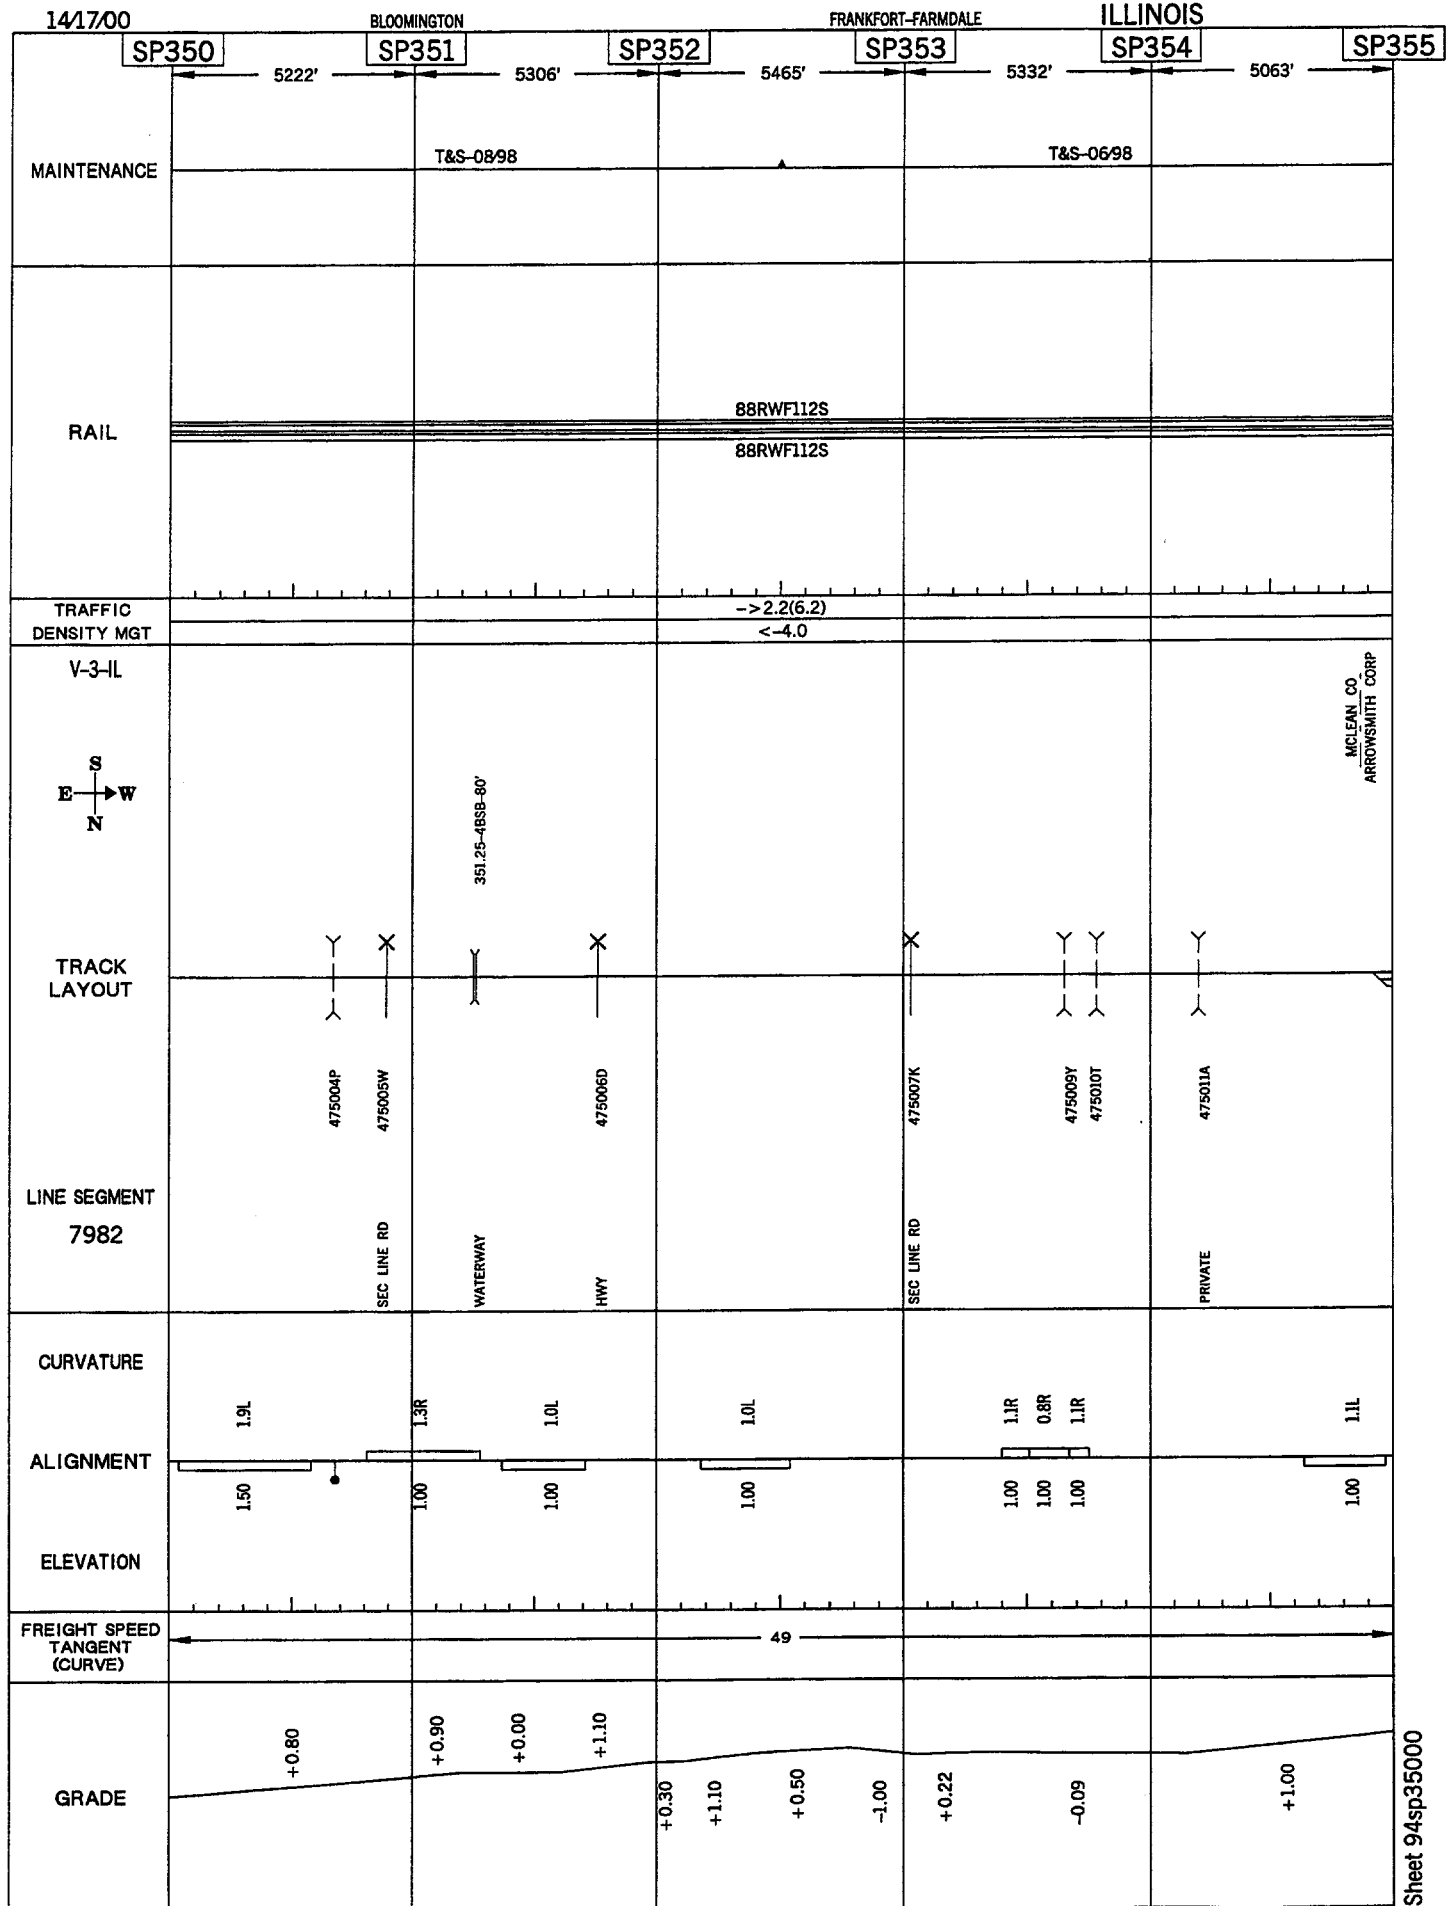 14/17/00 BLOOMINGTON FRANKFORT-FARMDALE ILLINOIS
SP350 SP351 SP352 SP353 SP354 SP355
5222' 5306' 5465' 5332' 5063'
T&S-08/98 T&S-06/98
MAINTENANCE
88RWF112S
RAIL
88RWF112S
TRAFFIC
DENSITY MGT
->2.2(6.2)
<-4.0
V-3-IL
MCLEAN CO
ARROWSMITH CORP
S
E W
N
351.25-4BSB-80'
TRACK
LAYOUT
475004P
475005W
475006D
475007K
475009Y
475010T
475011A
LINE SEGMENT
7982
SEC LINE RD
WATERWAY
HWY
SEC LINE RD
PRIVATE
CURVATURE
1.9L 1.3R 1.0L 1.0L 1.1R 0.8R 1.1R 1.1L
ALIGNMENT
1.50 1.00 1.00 1.00 1.00 1.00 1.00 1.00
ELEVATION
FREIGHT SPEED
TANGENT
(CURVE)
49
+0.80 +0.90 +0.00 +1.10
GRADE
+0.30 +1.10 +0.50 -1.00 +0.22 -0.09 +1.00
Sheet 94sp35000